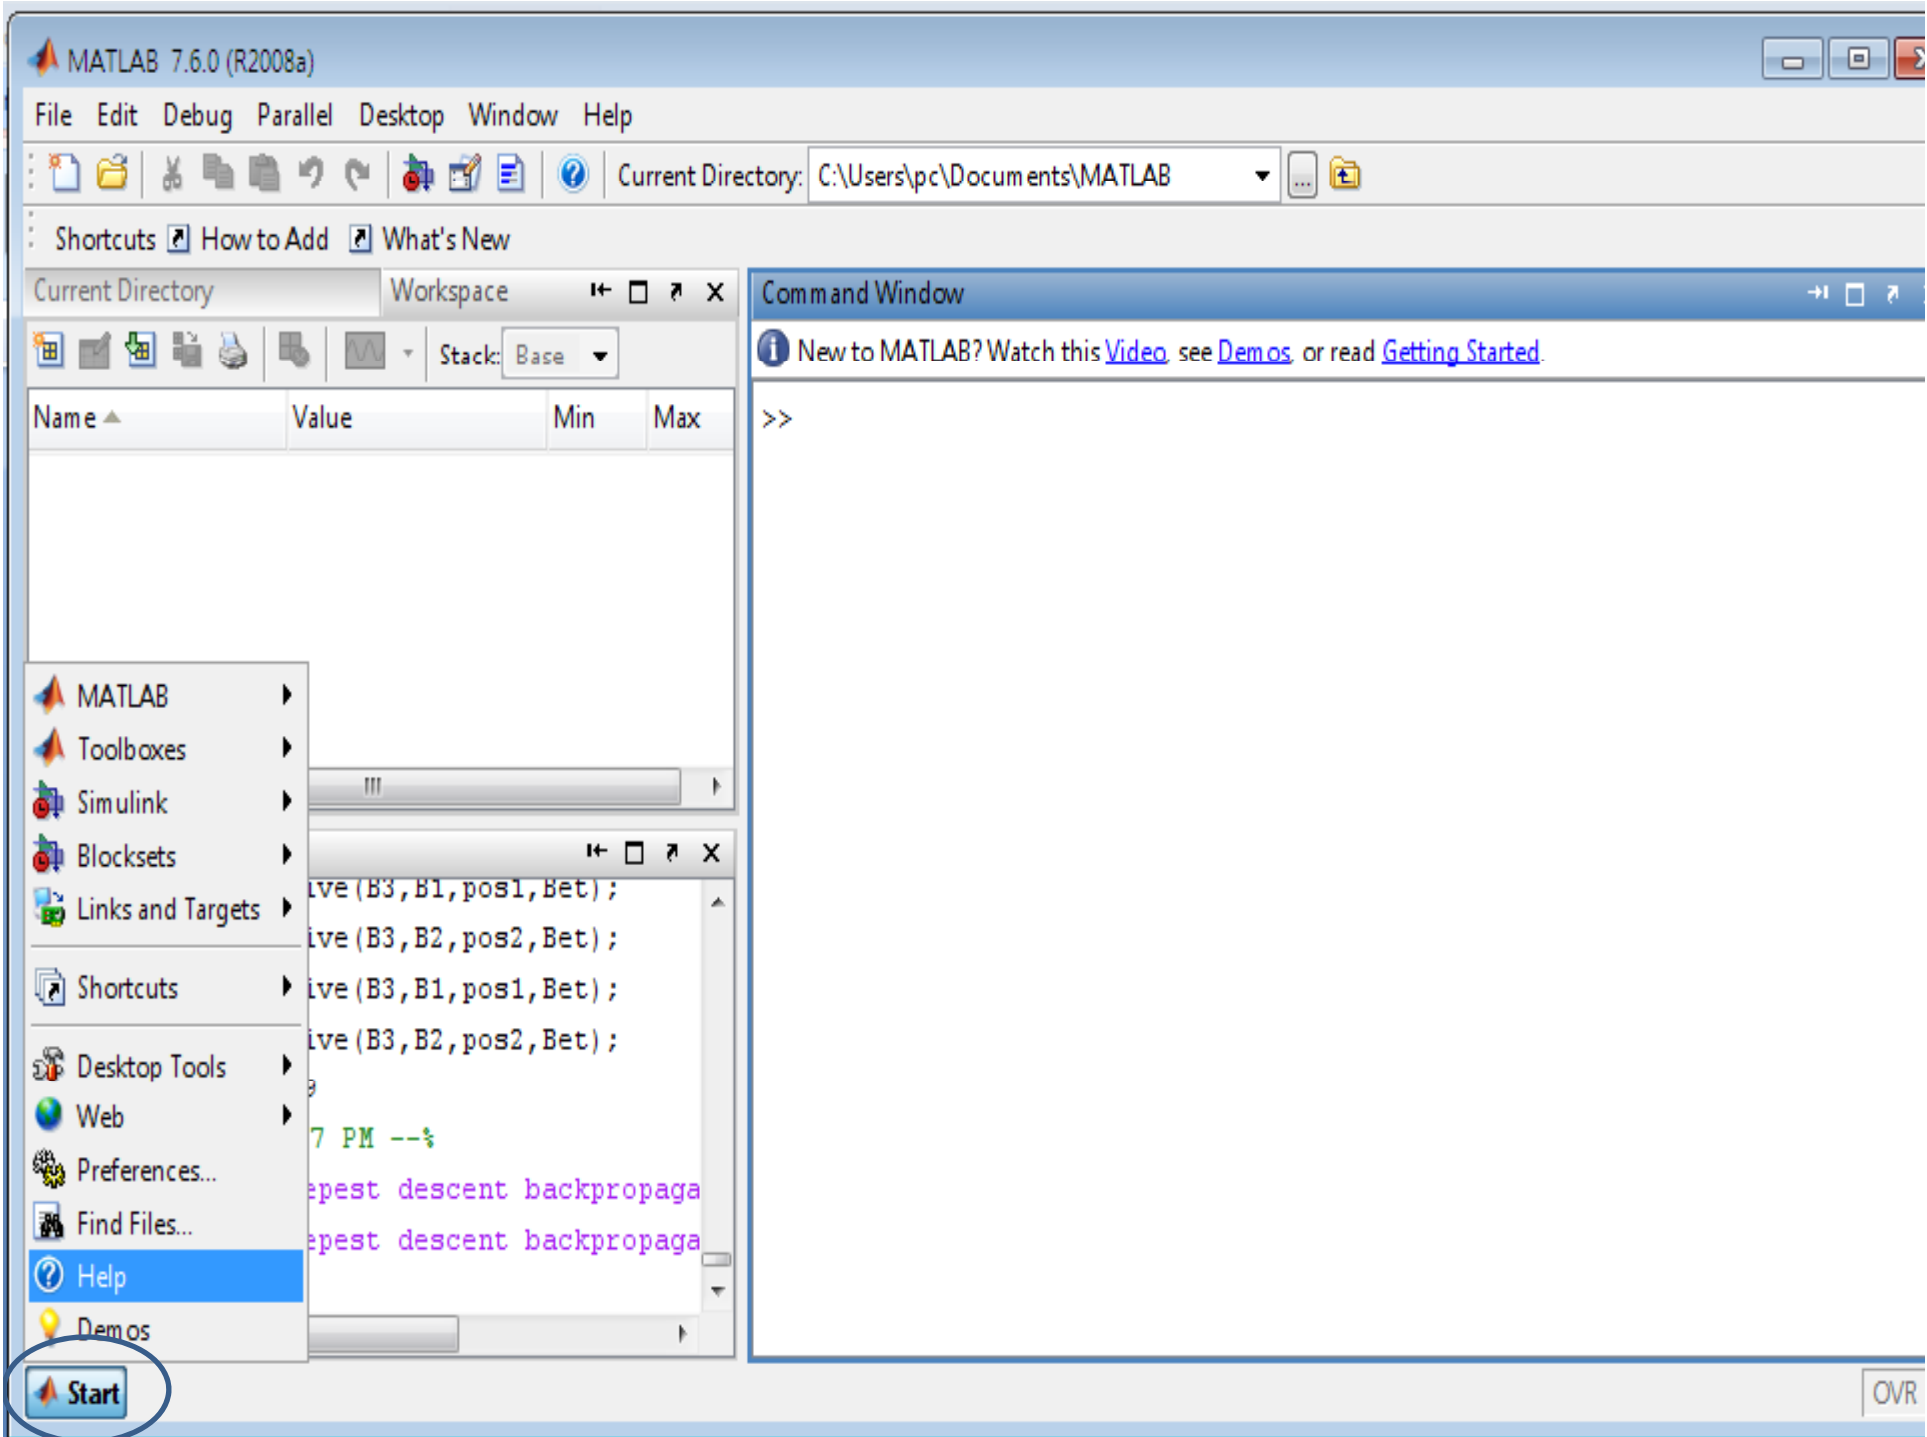 MATLAB 7.6.0 (R2008a)
File Edit Debug Parallel Desktop Window Help
Current Directory: C:\Users\pc\Documents\MATLAB ...
Shortcuts How to Add What's New
Current Directory Workspace
Stack: Base
Name Value Min Max
MATLAB
Toolboxes
Simulink
Blocksets
Links and Targets
Shortcuts
Desktop Tools
Web
Preferences...
Find Files...
Help
Demos
Start
ive(B3,B1,pos1,Bet);
ive(B3,B2,pos2,Bet);
ive(B3,B1,pos1,Bet);
ive(B3,B2,pos2,Bet);
7 PM --%
epest descent backpropaga
epest descent backpropaga
Command Window
New to MATLAB? Watch this Video, see Demos, or read Getting Started.
>>
OVR